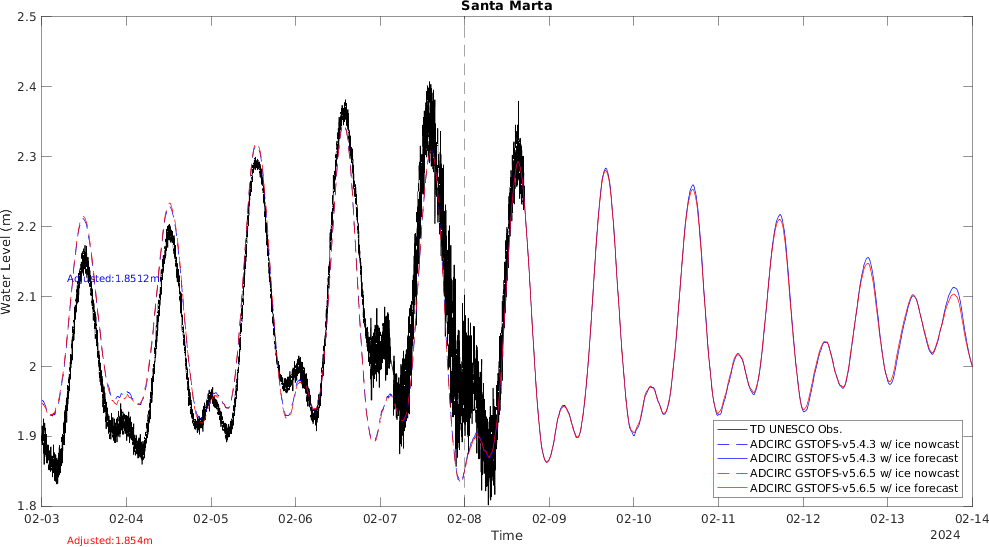 Santa Marta
2.5
2.4
2.3
2.2
2.1
2
1.9
1.8
Water Level (m)
Adjusted:1.8512m
TD UNESCO Obs.
ADCIRC GSTOFS-v5.4.3 w/ ice nowcast
ADCIRC GSTOFS-v5.4.3 w/ ice forecast
ADCIRC GSTOFS-v5.6.5 w/ ice nowcast
ADCIRC GSTOFS-v5.6.5 w/ ice forecast
02-03 02-04 02-05 02-06 02-07 02-08 02-09 02-10 02-11 02-12 02-13 02-14
Time
2024
Adjusted:1.854m